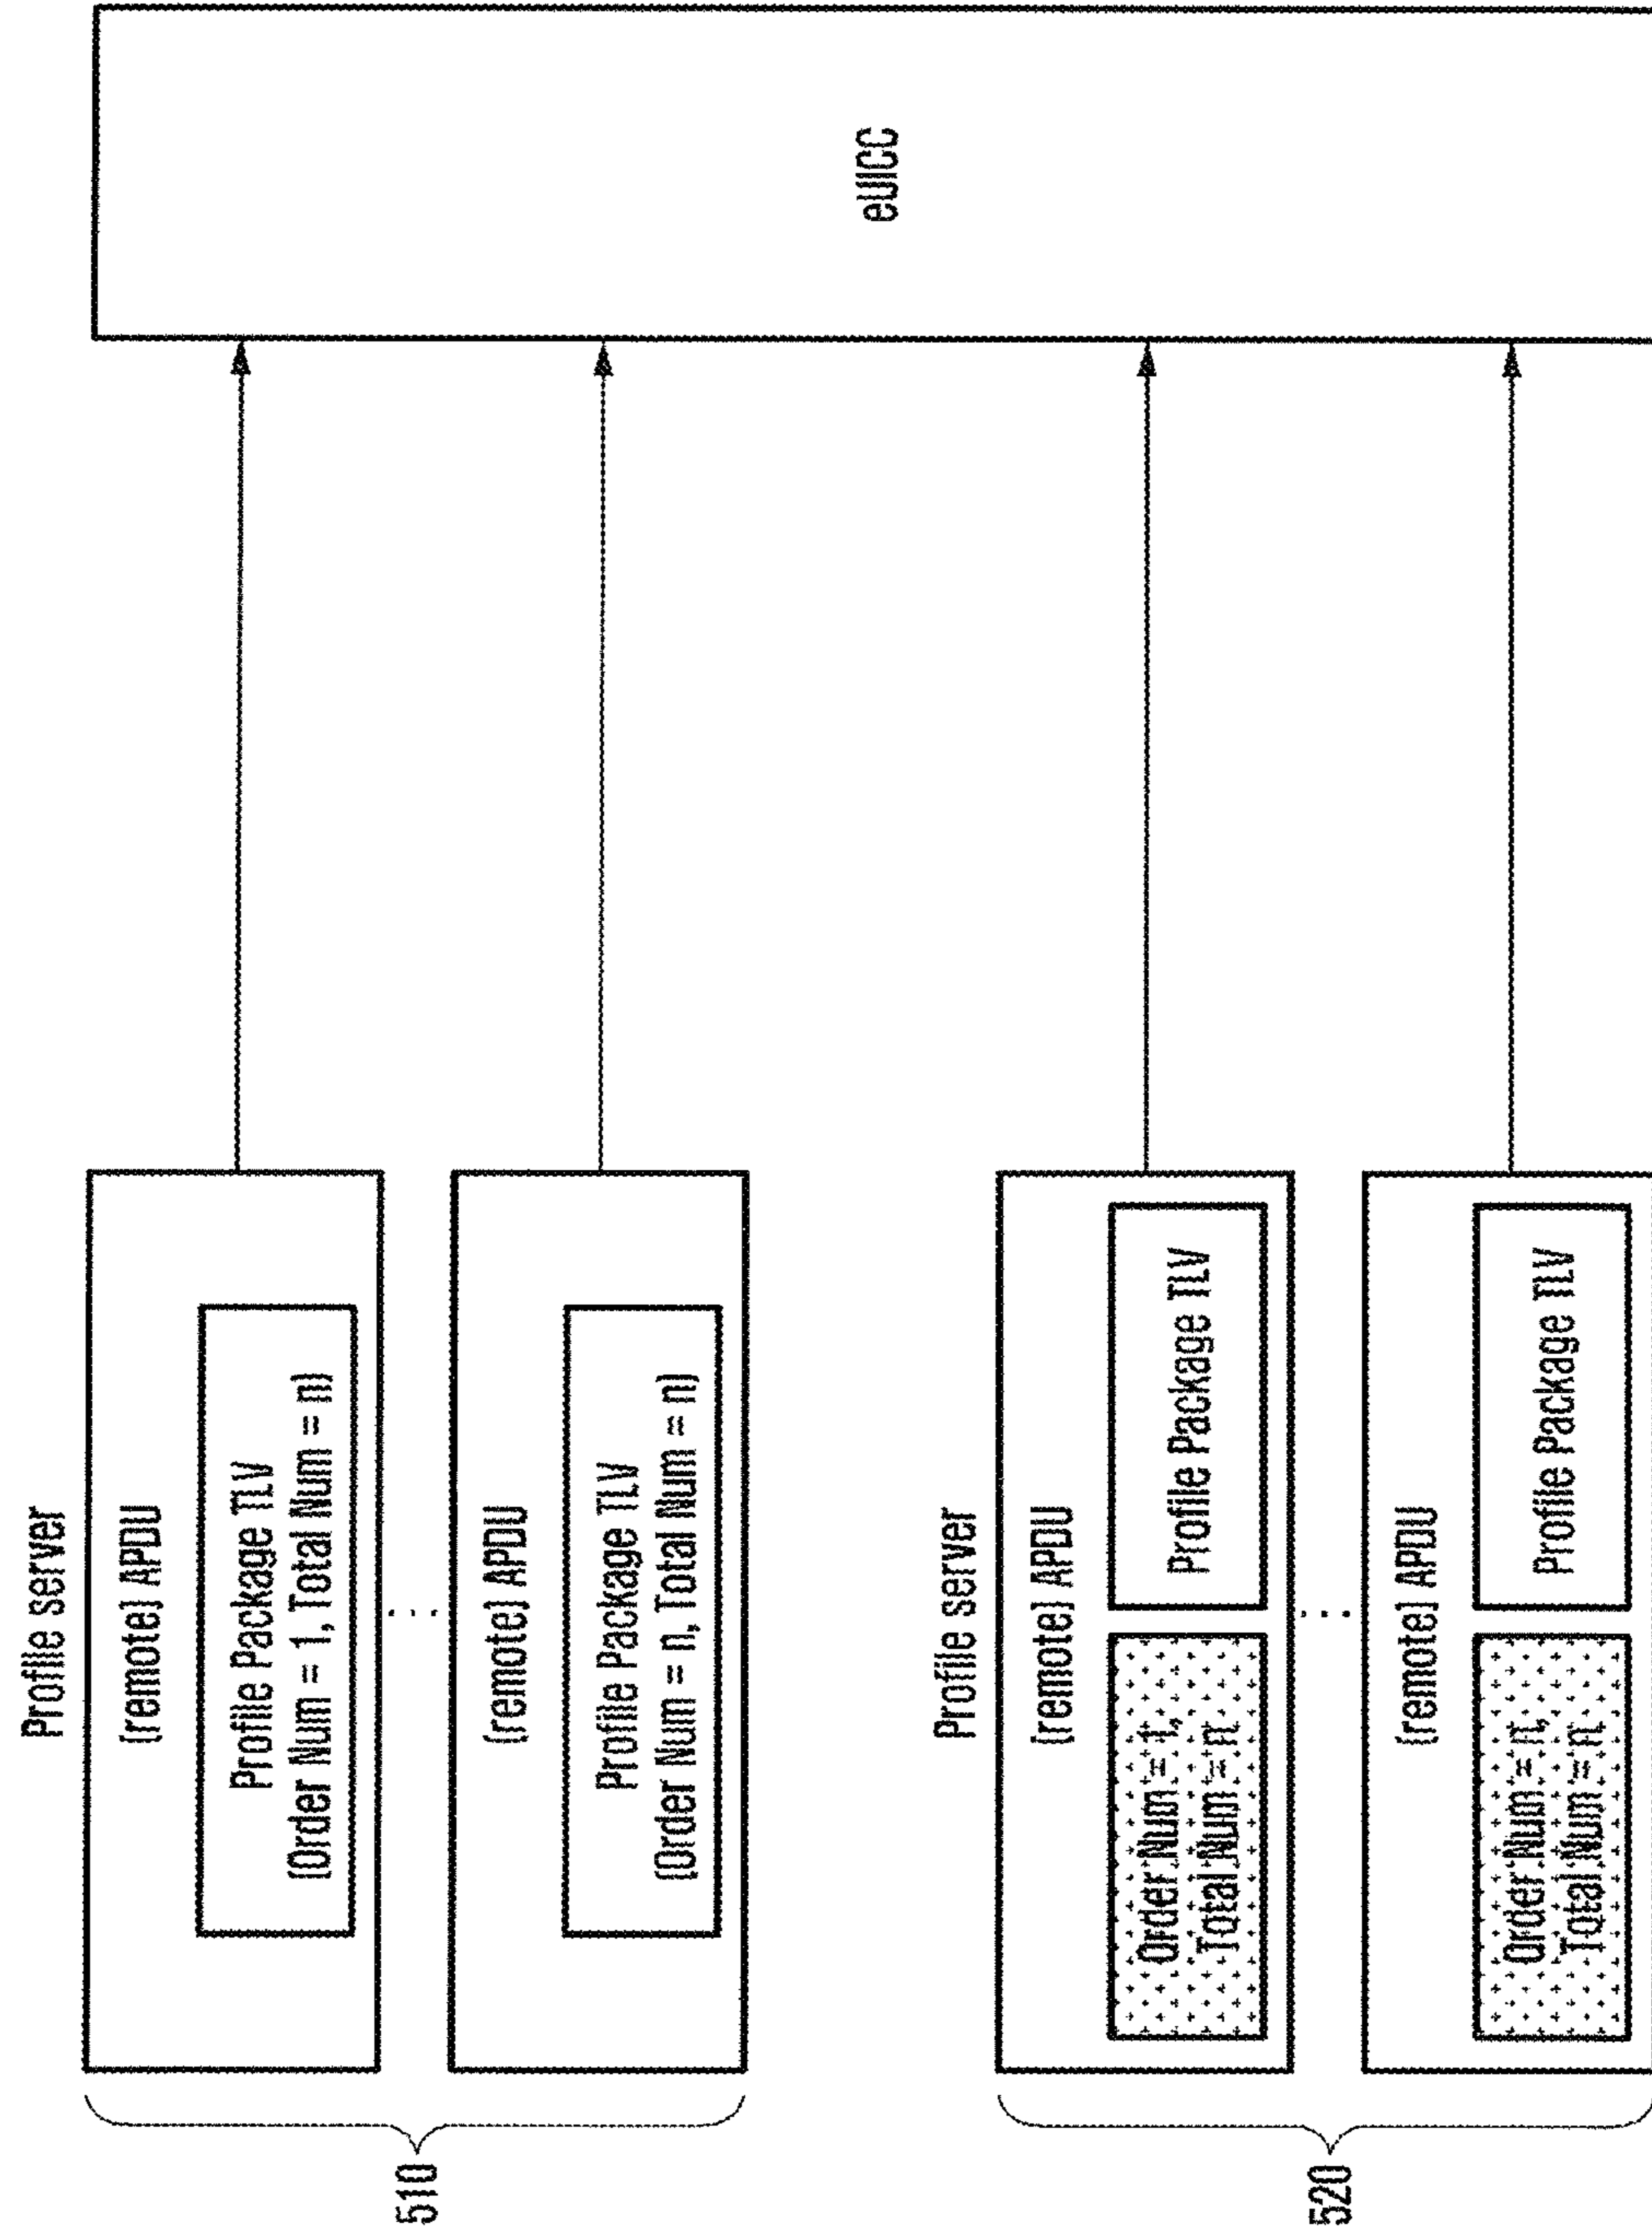 Profile server
(remote) APDU
Profile Package TLV
(Order Num = 1, Total Num = n)
...
(remote) APDU
Profile Package TLV
(Order Num = n, Total Num = n)
510
Profile server
(remote) APDU
Order Num = 1,
Total Num = n
Profile Package TLV
...
(remote) APDU
Order Num = n,
Total Num = n
Profile Package TLV
520
eUICC